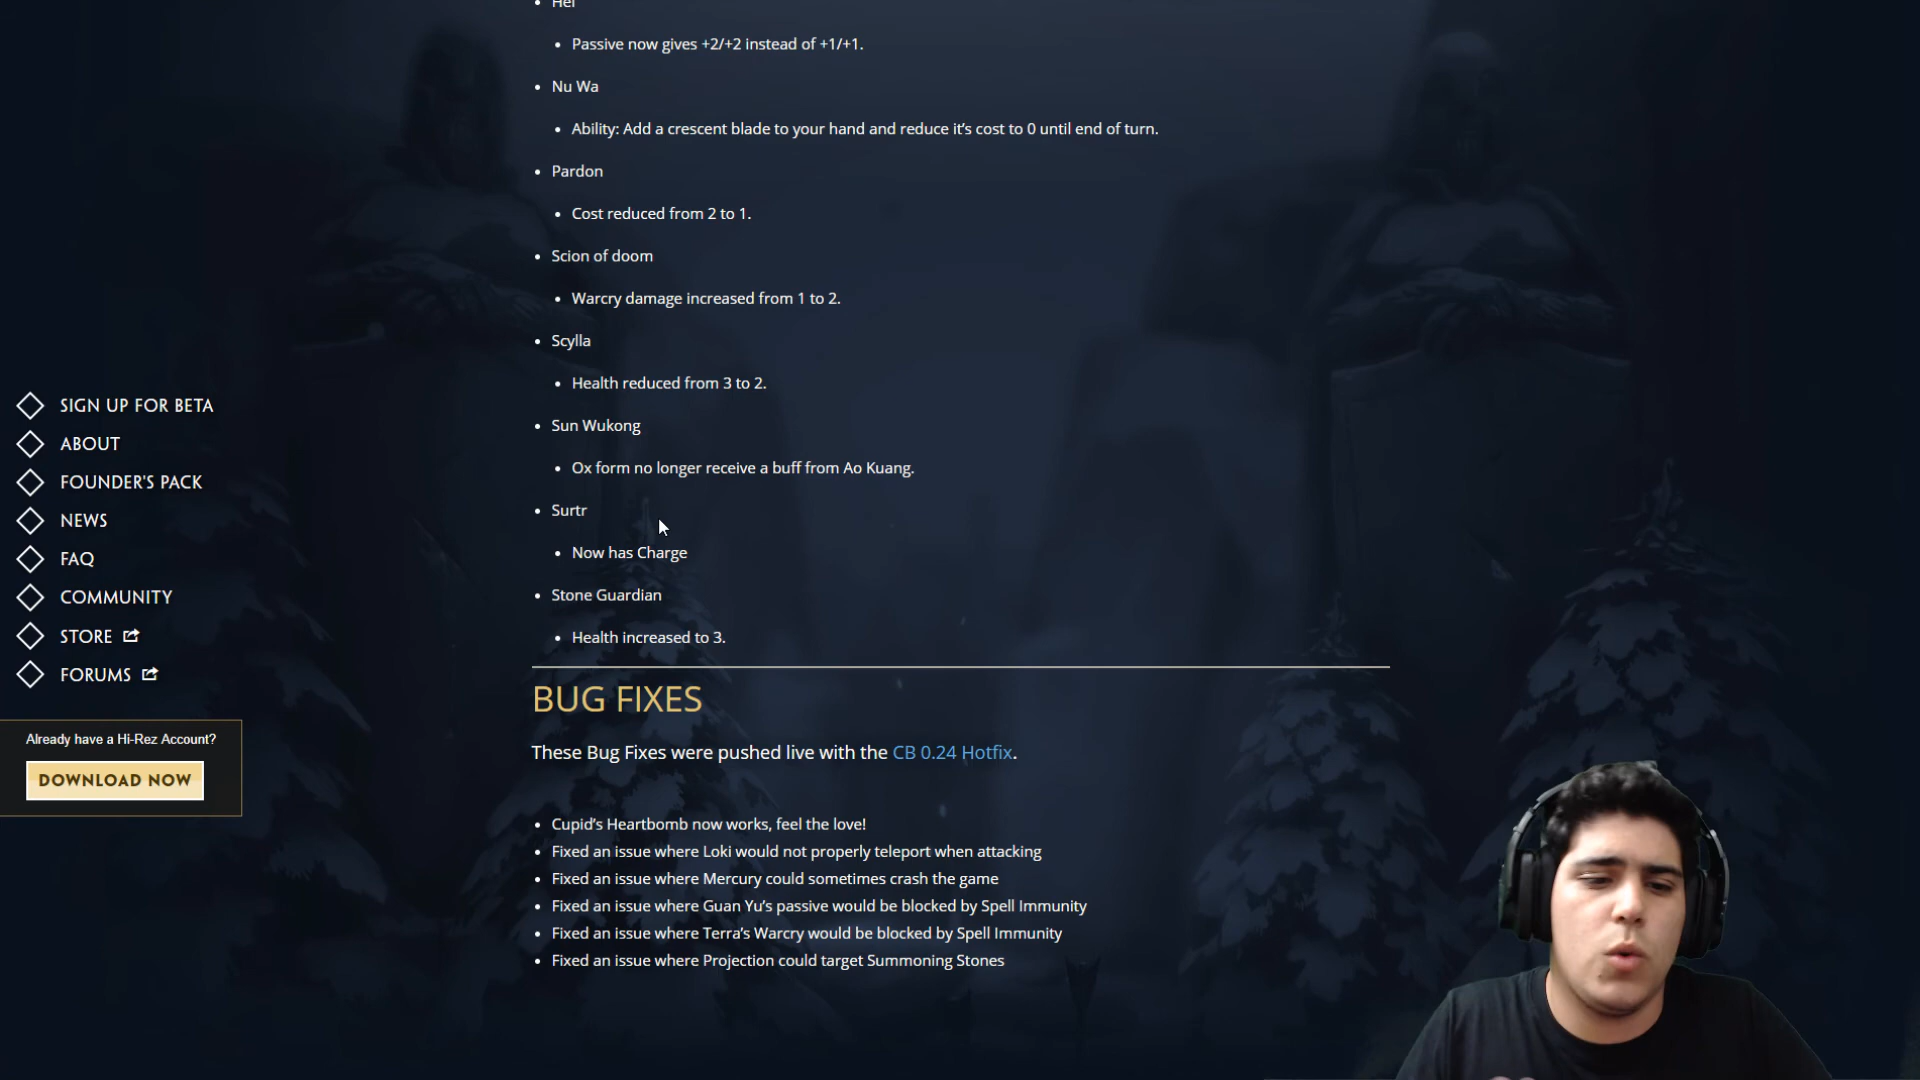 Hel
Passive now gives +2/+2 instead of +1/+1.
Nu Wa
Ability: Add a crescent blade to your hand and reduce it's cost to 0 until end of turn.
Pardon
Cost reduced from 2 to 1.
Scion of doom
Warcry damage increased from 1 to 2.
Scylla
Health reduced from 3 to 2.
Sun Wukong
Ox form no longer receive a buff from Ao Kuang.
Surtr
Now has Charge
Stone Guardian
Health increased to 3.
SIGN UP FOR BETA
ABOUT
FOUNDER'S PACK
NEWS
FAQ
COMMUNITY
STORE
FORUMS
Already have a Hi-Rez Account?
DOWNLOAD NOW
BUG FIXES
These Bug Fixes were pushed live with the CB 0.24 Hotfix.
Cupid's Heartbomb now works, feel the love!
Fixed an issue where Loki would not properly teleport when attacking
Fixed an issue where Mercury could sometimes crash the game
Fixed an issue where Guan Yu's passive would be blocked by Spell Immunity
Fixed an issue where Terra's Warcry would be blocked by Spell Immunity
Fixed an issue where Projection could target Summoning Stones